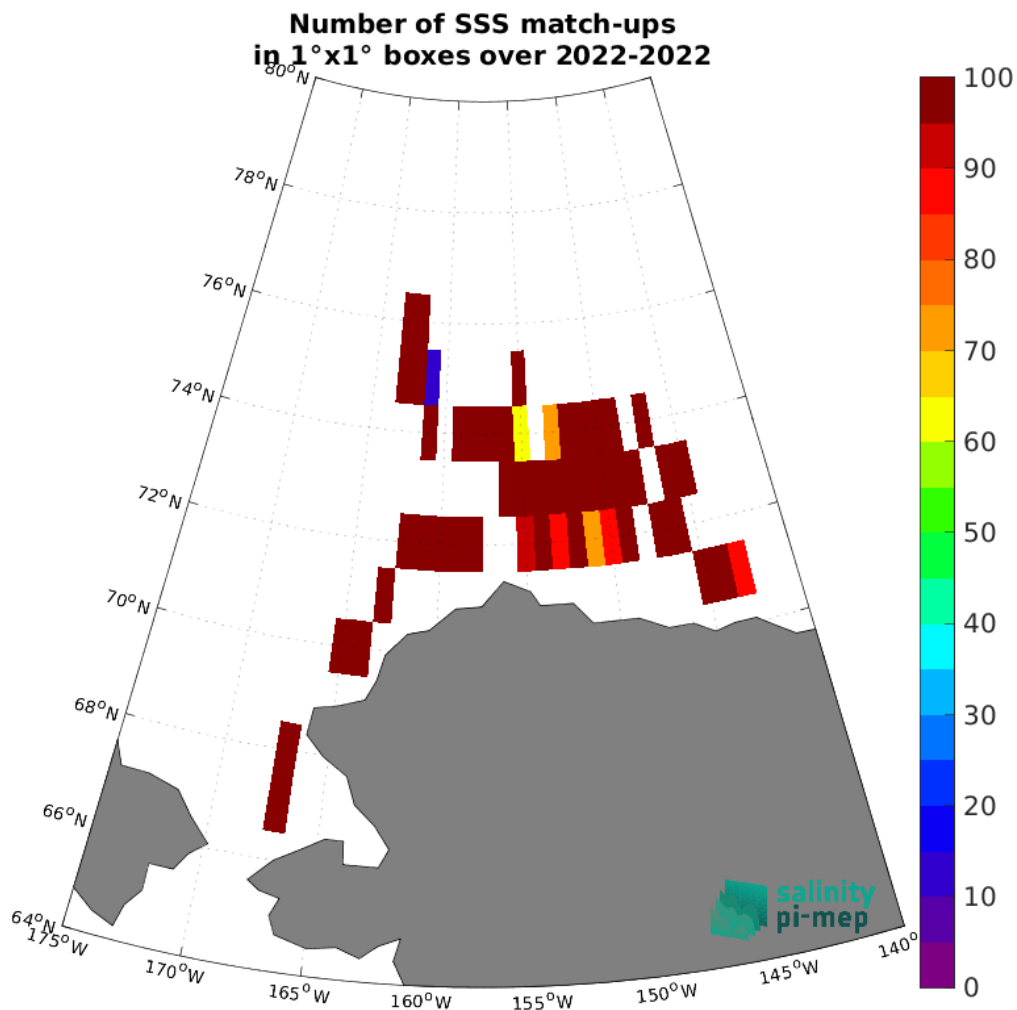 Number of SSS match-ups
in 1°x1° boxes over 2022-2022
80°N
78°N
76°N
74°N
72°N
70°N
68°N
66°N
64°N
175°W
170°W
165°W
160°W
155°W
150°W
145°W
140°
100
90
80
70
60
50
40
30
20
10
0
salinity
pi-mep